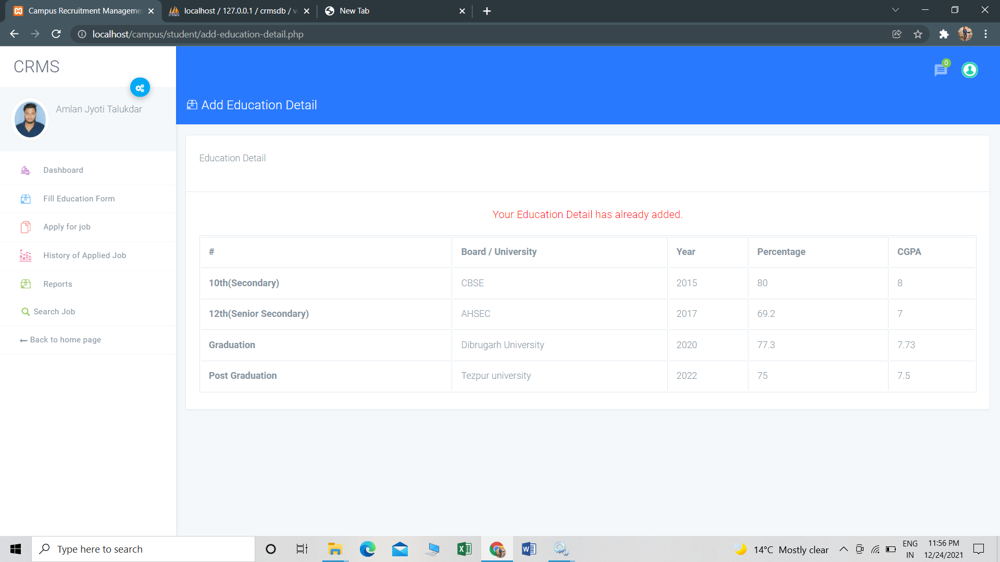 Campus Recruitment Manageme
localhost / 127.0.0.1 / crmsdb / va
New Tab
localhost/campus/student/add-education-detail.php
CRMS
0
Amlan Jyoti Talukdar
Add Education Detail
Dashboard
Fill Education Form
Apply for job
History of Applied Job
Reports
Search Job
Back to home page
Education Detail
Your Education Detail has already added.
# Board / University Year Percentage CGPA
10th(Secondary) CBSE 2015 80 8
12th(Senior Secondary) AHSEC 2017 69.2 7
Graduation Dibrugarh University 2020 77.3 7.73
Post Graduation Tezpur university 2022 75 7.5
Type here to search
14°C Mostly clear
ENG
IN
11:56 PM
12/24/2021